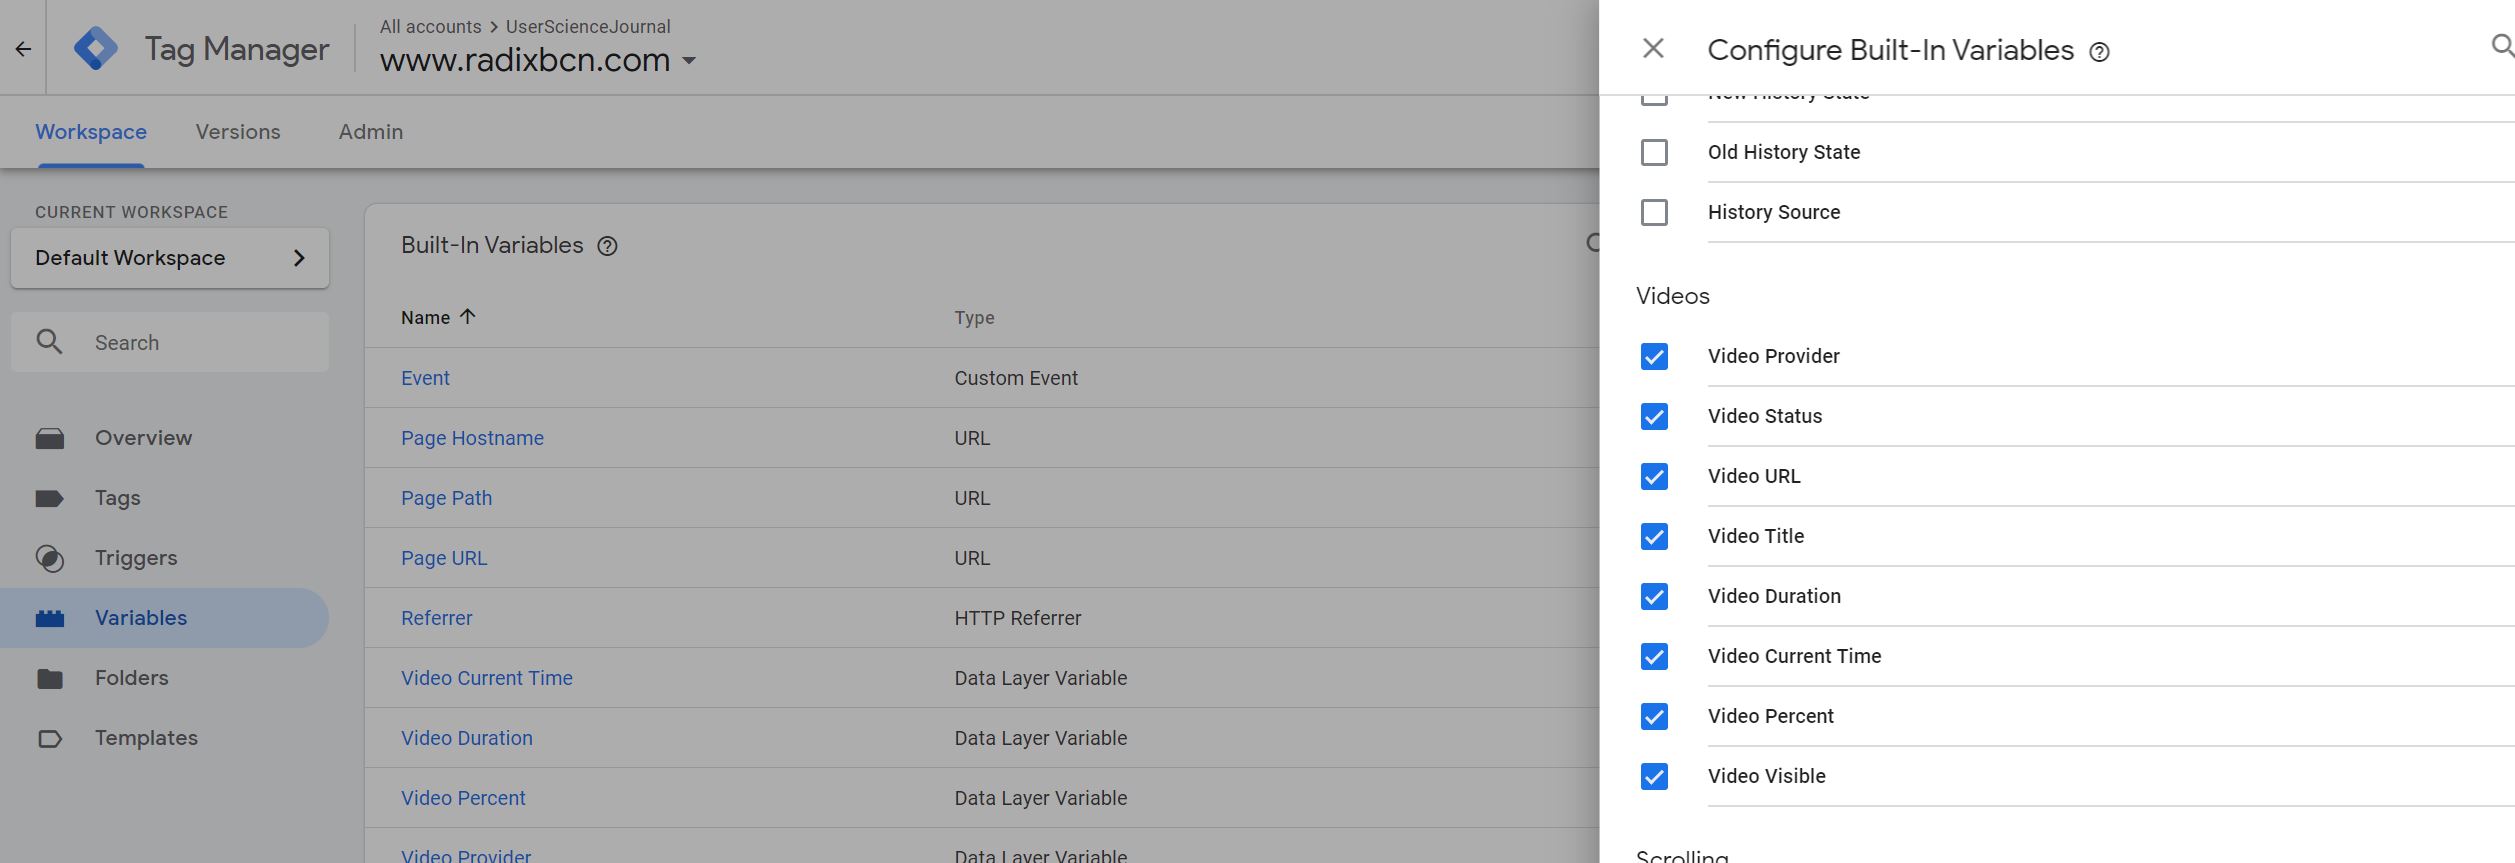 Tag Manager
All accounts > UserScienceJournal
www.radixbcn.com
Workspace
Versions
Admin
CURRENT WORKSPACE
Default Workspace
Search
Overview
Tags
Triggers
Variables
Folders
Templates
Built-In Variables
Name
Type
Event
Custom Event
Page Hostname
URL
Page Path
URL
Page URL
URL
Referrer
HTTP Referrer
Video Current Time
Data Layer Variable
Video Duration
Data Layer Variable
Video Percent
Data Layer Variable
Video Provider
Data Layer Variable
Configure Built-In Variables
New History State
Old History State
History Source
Videos
Video Provider
Video Status
Video URL
Video Title
Video Duration
Video Current Time
Video Percent
Video Visible
Scrolling